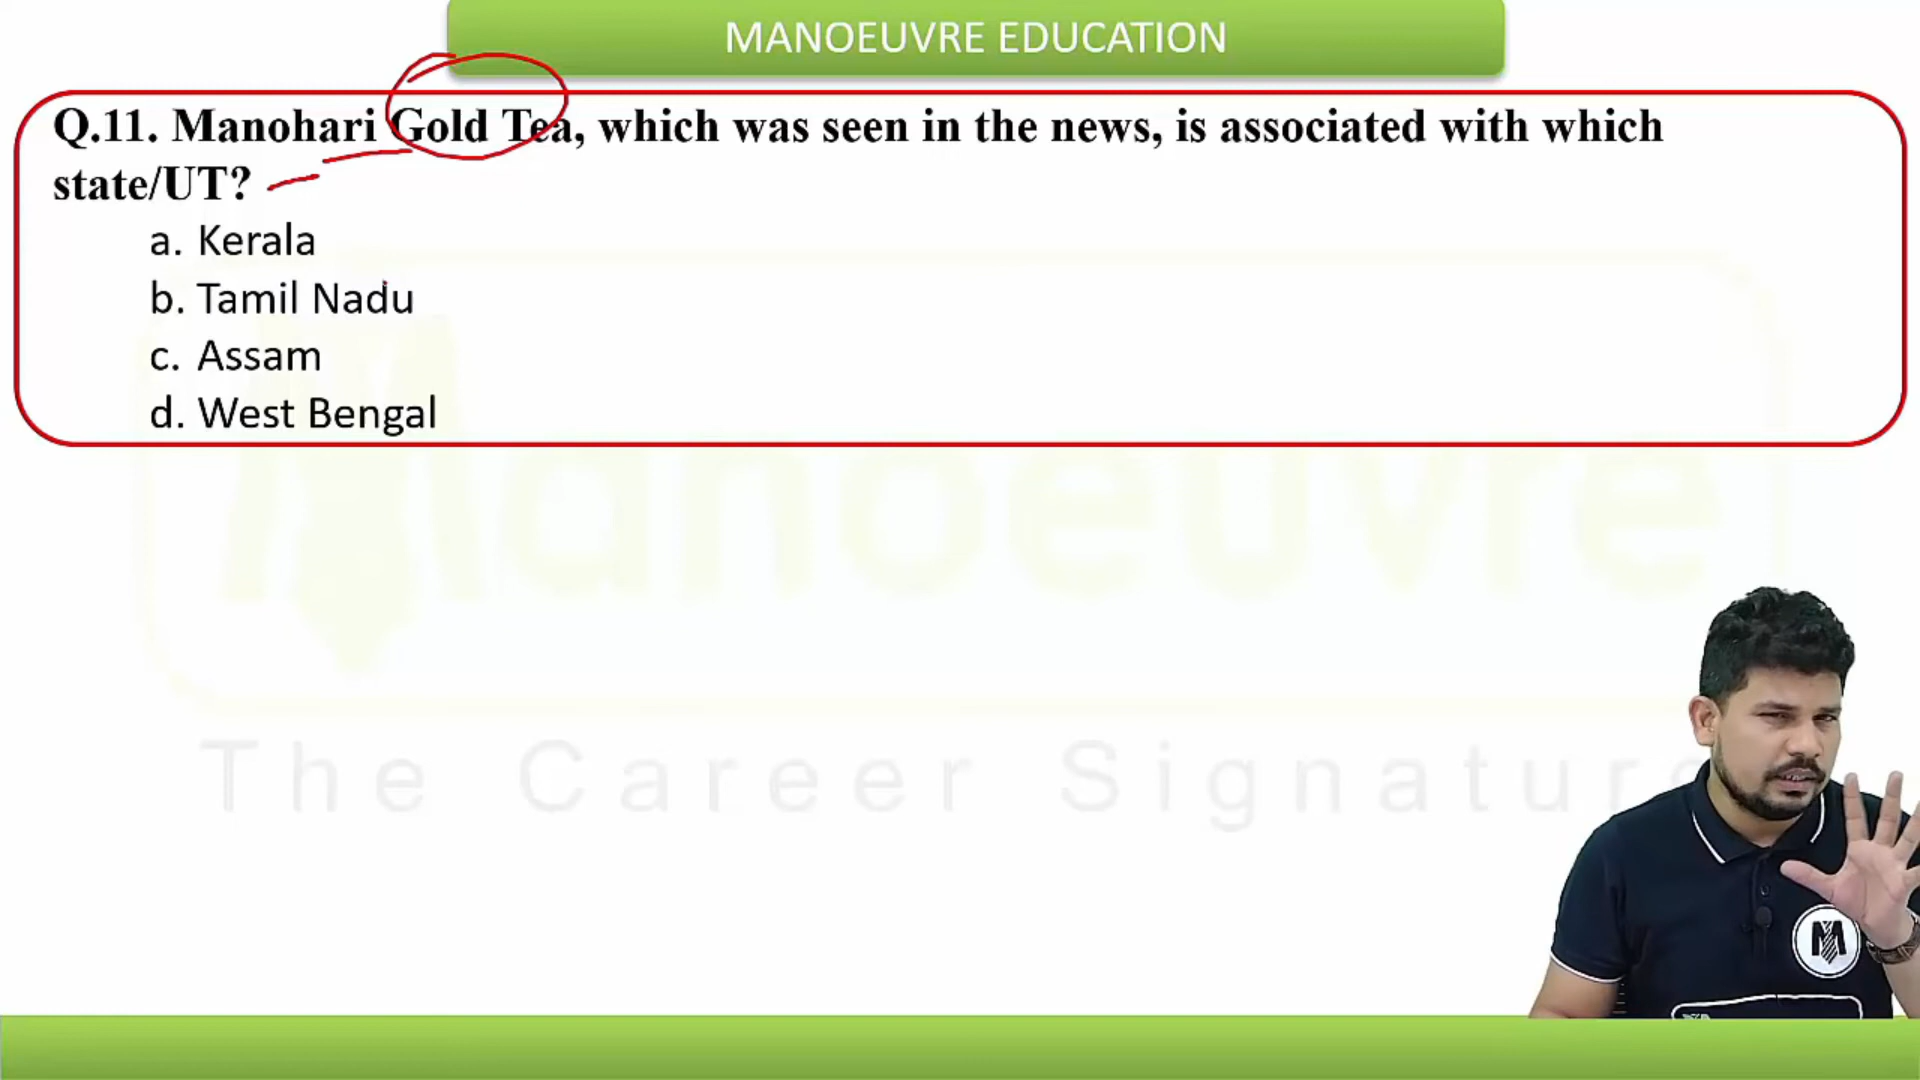 MANOEUVRE EDUCATION
Q.11. Manohari Gold Tea, which was seen in the news, is associated with which
state/UT?
a. Kerala
b. Tamil Nadu
c. Assam
d. West Bengal
Manoeuvre
The Career Signature
M